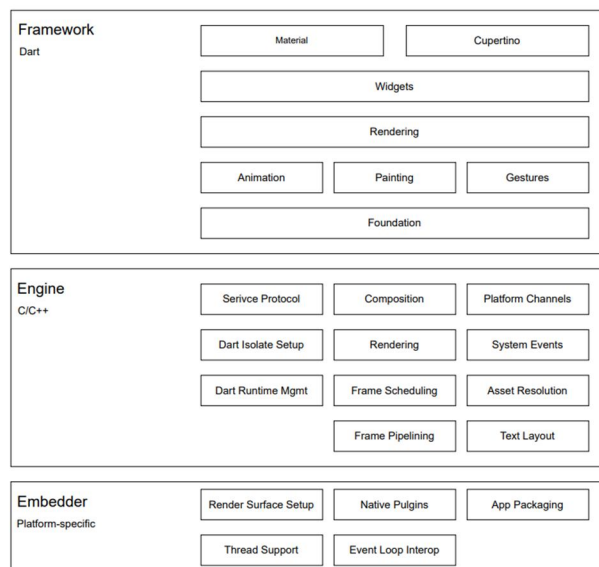 Framework
Dart
Material
Cupertino
Widgets
Rendering
Animation
Painting
Gestures
Foundation
Engine
C/C++
Serivce Protocol
Composition
Platform Channels
Dart Isolate Setup
Rendering
System Events
Dart Runtime Mgmt
Frame Scheduling
Asset Resolution
Frame Pipelining
Text Layout
Embedder
Platform-specific
Render Surface Setup
Native Pulgins
App Packaging
Thread Support
Event Loop Interop